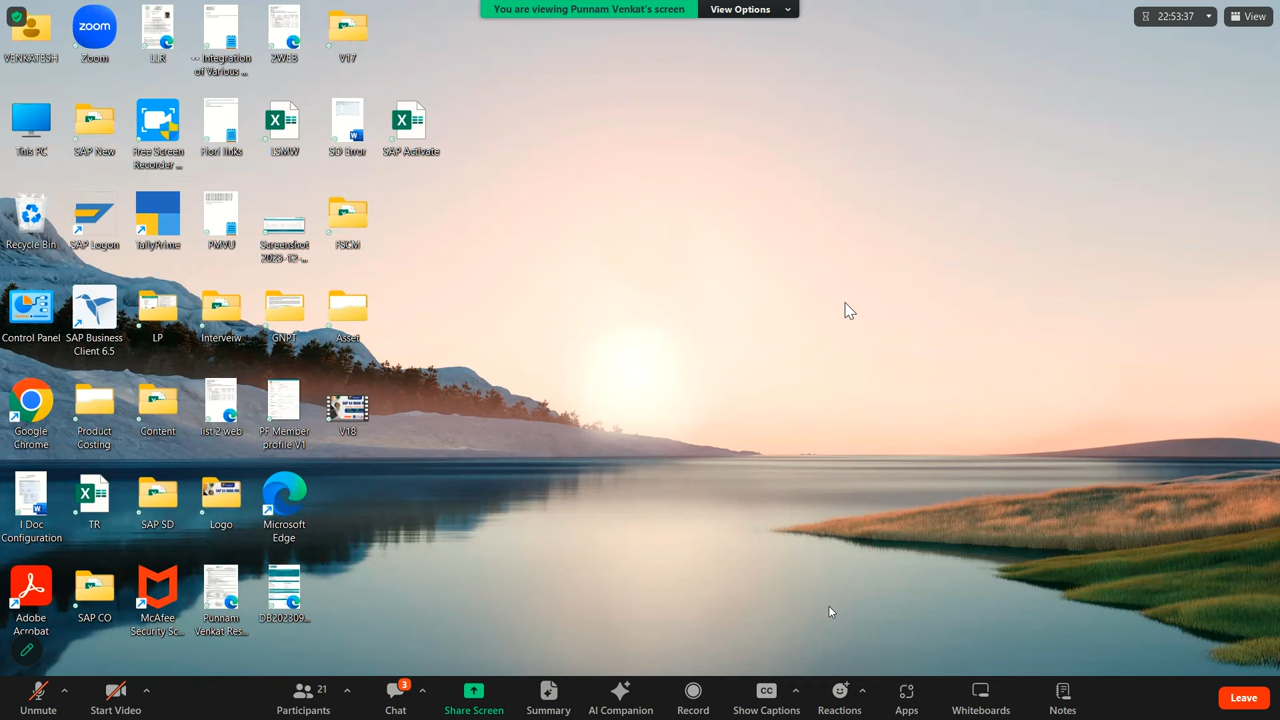 You are viewing Punnam Venkat's screen
View Options
22:53:37
View
VENKATESH
Zoom
zoom
LLR
-- Integration
of Various ...
2WEB
V17
This PC
SAP New
Free Screen
Recorder ...
Fiori links
LSMW
SD Error
SAP Activate
Recycle Bin
SAP Logon
TallyPrime
PMVU
Screenshot
2023-12-...
FSCM
Control Panel
SAP Business
Client 6.5
LP
Interveiw
GNPT
Asset
Google
Chrome
Product
Costing
Content
list 2 web
PF Member
profile V1
V18
I Doc
Configuration
TR
SAP SD
Logo
Microsoft
Edge
Adobe
Acrobat
SAP CO
McAfee
Security Sc...
Punnam
Venkat Res...
DB202309...
Unmute
Start Video
21
Participants
3
Chat
Share Screen
Summary
AI Companion
Record
CC
Show Captions
Reactions
Apps
Whiteboards
Notes
Leave